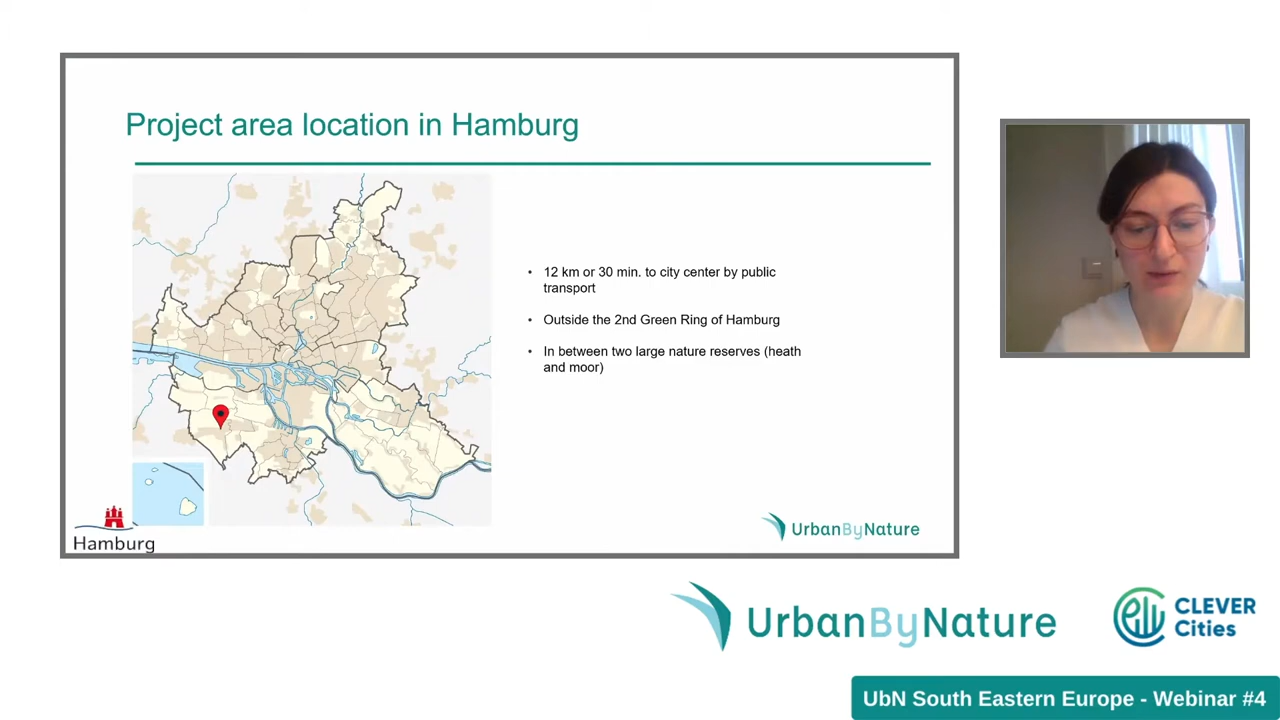 Project area location in Hamburg
• 12 km or 30 min. to city center by public
transport
• Outside the 2nd Green Ring of Hamburg
• In between two large nature reserves (heath
and moor)
Hamburg
UrbanByNature
UrbanByNature
CLEVER
Cities
UbN South Eastern Europe - Webinar #4